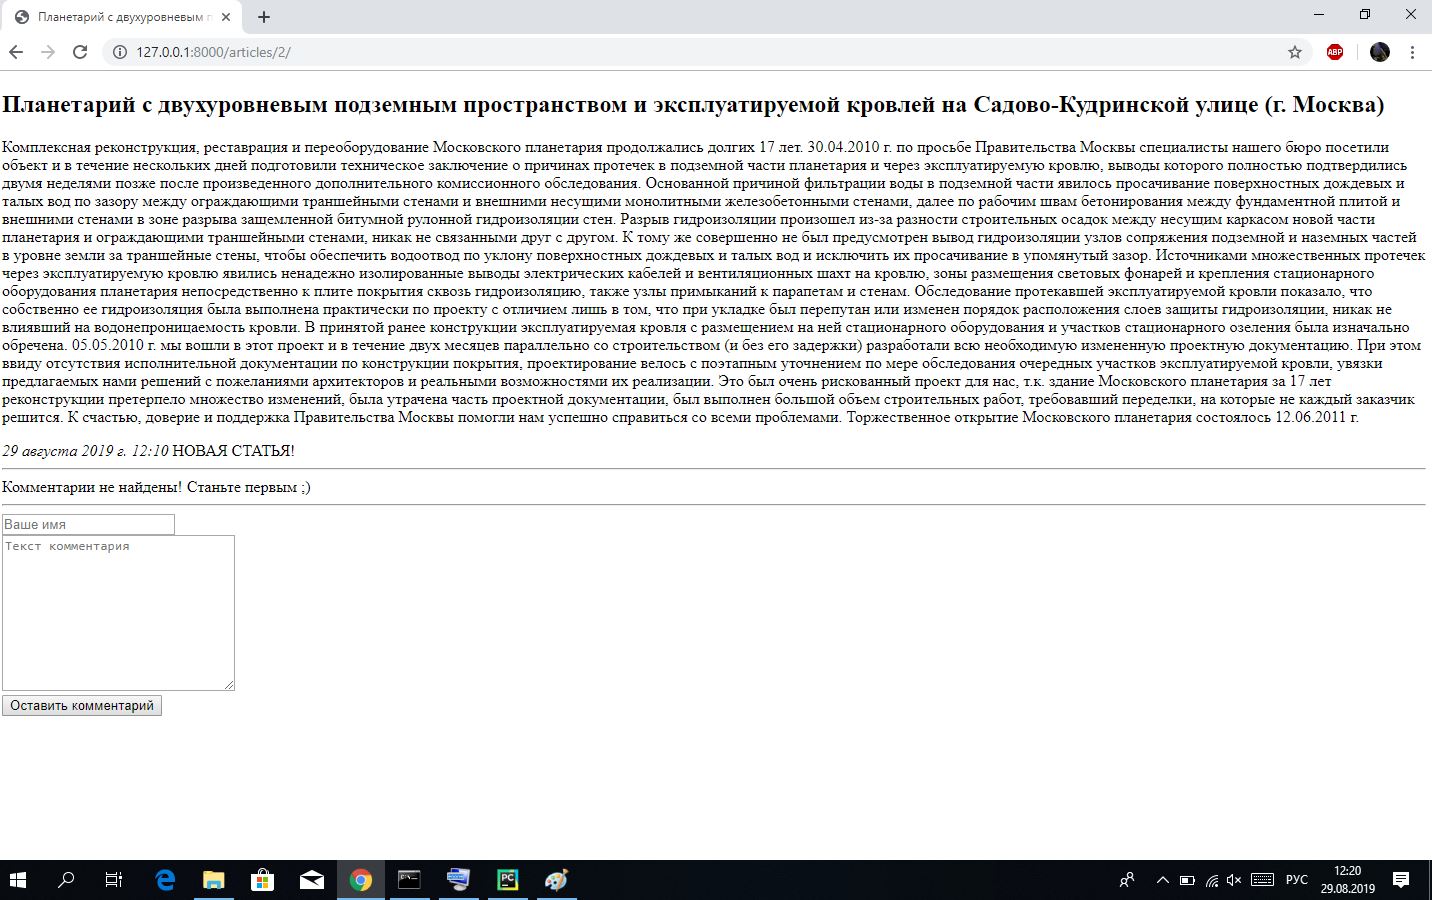 Планетарий с двухуровневым п
127.0.0.1:8000/articles/2/
ABP
Планетарий с двухуровневым подземным пространством и эксплуатируемой кровлей на Садово-Кудринской улице (г. Москва)
Комплексная реконструкция, реставрация и переоборудование Московского планетария продолжались долгих 17 лет. 30.04.2010 г. по просьбе Правительства Москвы специалисты нашего бюро посетили
объект и в течение нескольких дней подготовили техническое заключение о причинах протечек в подземной части планетария и через эксплуатируемую кровлю, выводы которого полностью подтвердились
двумя неделями позже после произведенного дополнительного комиссионного обследования. Основанной причиной фильтрации воды в подземной части явилось просачивание поверхностных дождевых и
талых вод по зазору между ограждающими траншейными стенами и внешними несущими монолитными железобетонными стенами, далее по рабочим швам бетонирования между фундаментной плитой и
внешними стенами в зоне разрыва защемленной битумной рулонной гидроизоляции стен. Разрыв гидроизоляции произошел из-за разности строительных осадок между несущим каркасом новой части
планетария и ограждающими траншейными стенами, никак не связанными друг с другом. К тому же совершенно не был предусмотрен вывод гидроизоляции узлов сопряжения подземной и наземных частей
в уровне земли за траншейные стены, чтобы обеспечить водоотвод по уклону поверхностных дождевых и талых вод и исключить их просачивание в упомянутый зазор. Источниками множественных протечек
через эксплуатируемую кровлю явились ненадежно изолированные выводы электрических кабелей и вентиляционных шахт на кровлю, зоны размещения световых фонарей и крепления стационарного
оборудования планетария непосредственно к плите покрытия сквозь гидроизоляцию, также узлы примыканий к парапетам и стенам. Обследование протекавшей эксплуатируемой кровли показало, что
собственно ее гидроизоляция была выполнена практически по проекту с отличием лишь в том, что при укладке был перепутан или изменен порядок расположения слоев защиты гидроизоляции, никак не
влиявший на водонепроницаемость кровли. В принятой ранее конструкции эксплуатируемая кровля с размещением на ней стационарного оборудования и участков стационарного озеления была изначально
обречена. 05.05.2010 г. мы вошли в этот проект и в течение двух месяцев параллельно со строительством (и без его задержки) разработали всю необходимую измененную проектную документацию. При этом
ввиду отсутствия исполнительной документации по конструкции покрытия, проектирование велось с поэтапным уточнением по мере обследования очередных участков эксплуатируемой кровли, увязки
предлагаемых нами решений с пожеланиями архитекторов и реальными возможностями их реализации. Это был очень рискованный проект для нас, т.к. здание Московского планетария за 17 лет
реконструкции претерпело множество изменений, была утрачена часть проектной документации, был выполнен большой объем строительных работ, требовавший переделки, на которые не каждый заказчик
решится. К счастью, доверие и поддержка Правительства Москвы помогли нам успешно справиться со всеми проблемами. Торжественное открытие Московского планетария состоялось 12.06.2011 г.
29 августа 2019 г. 12:10 НОВАЯ СТАТЬЯ!
Комментарии не найдены! Станьте первым ;)
Ваше имя
Текст комментария
Оставить комментарий
РУС
12:20
29.08.2019